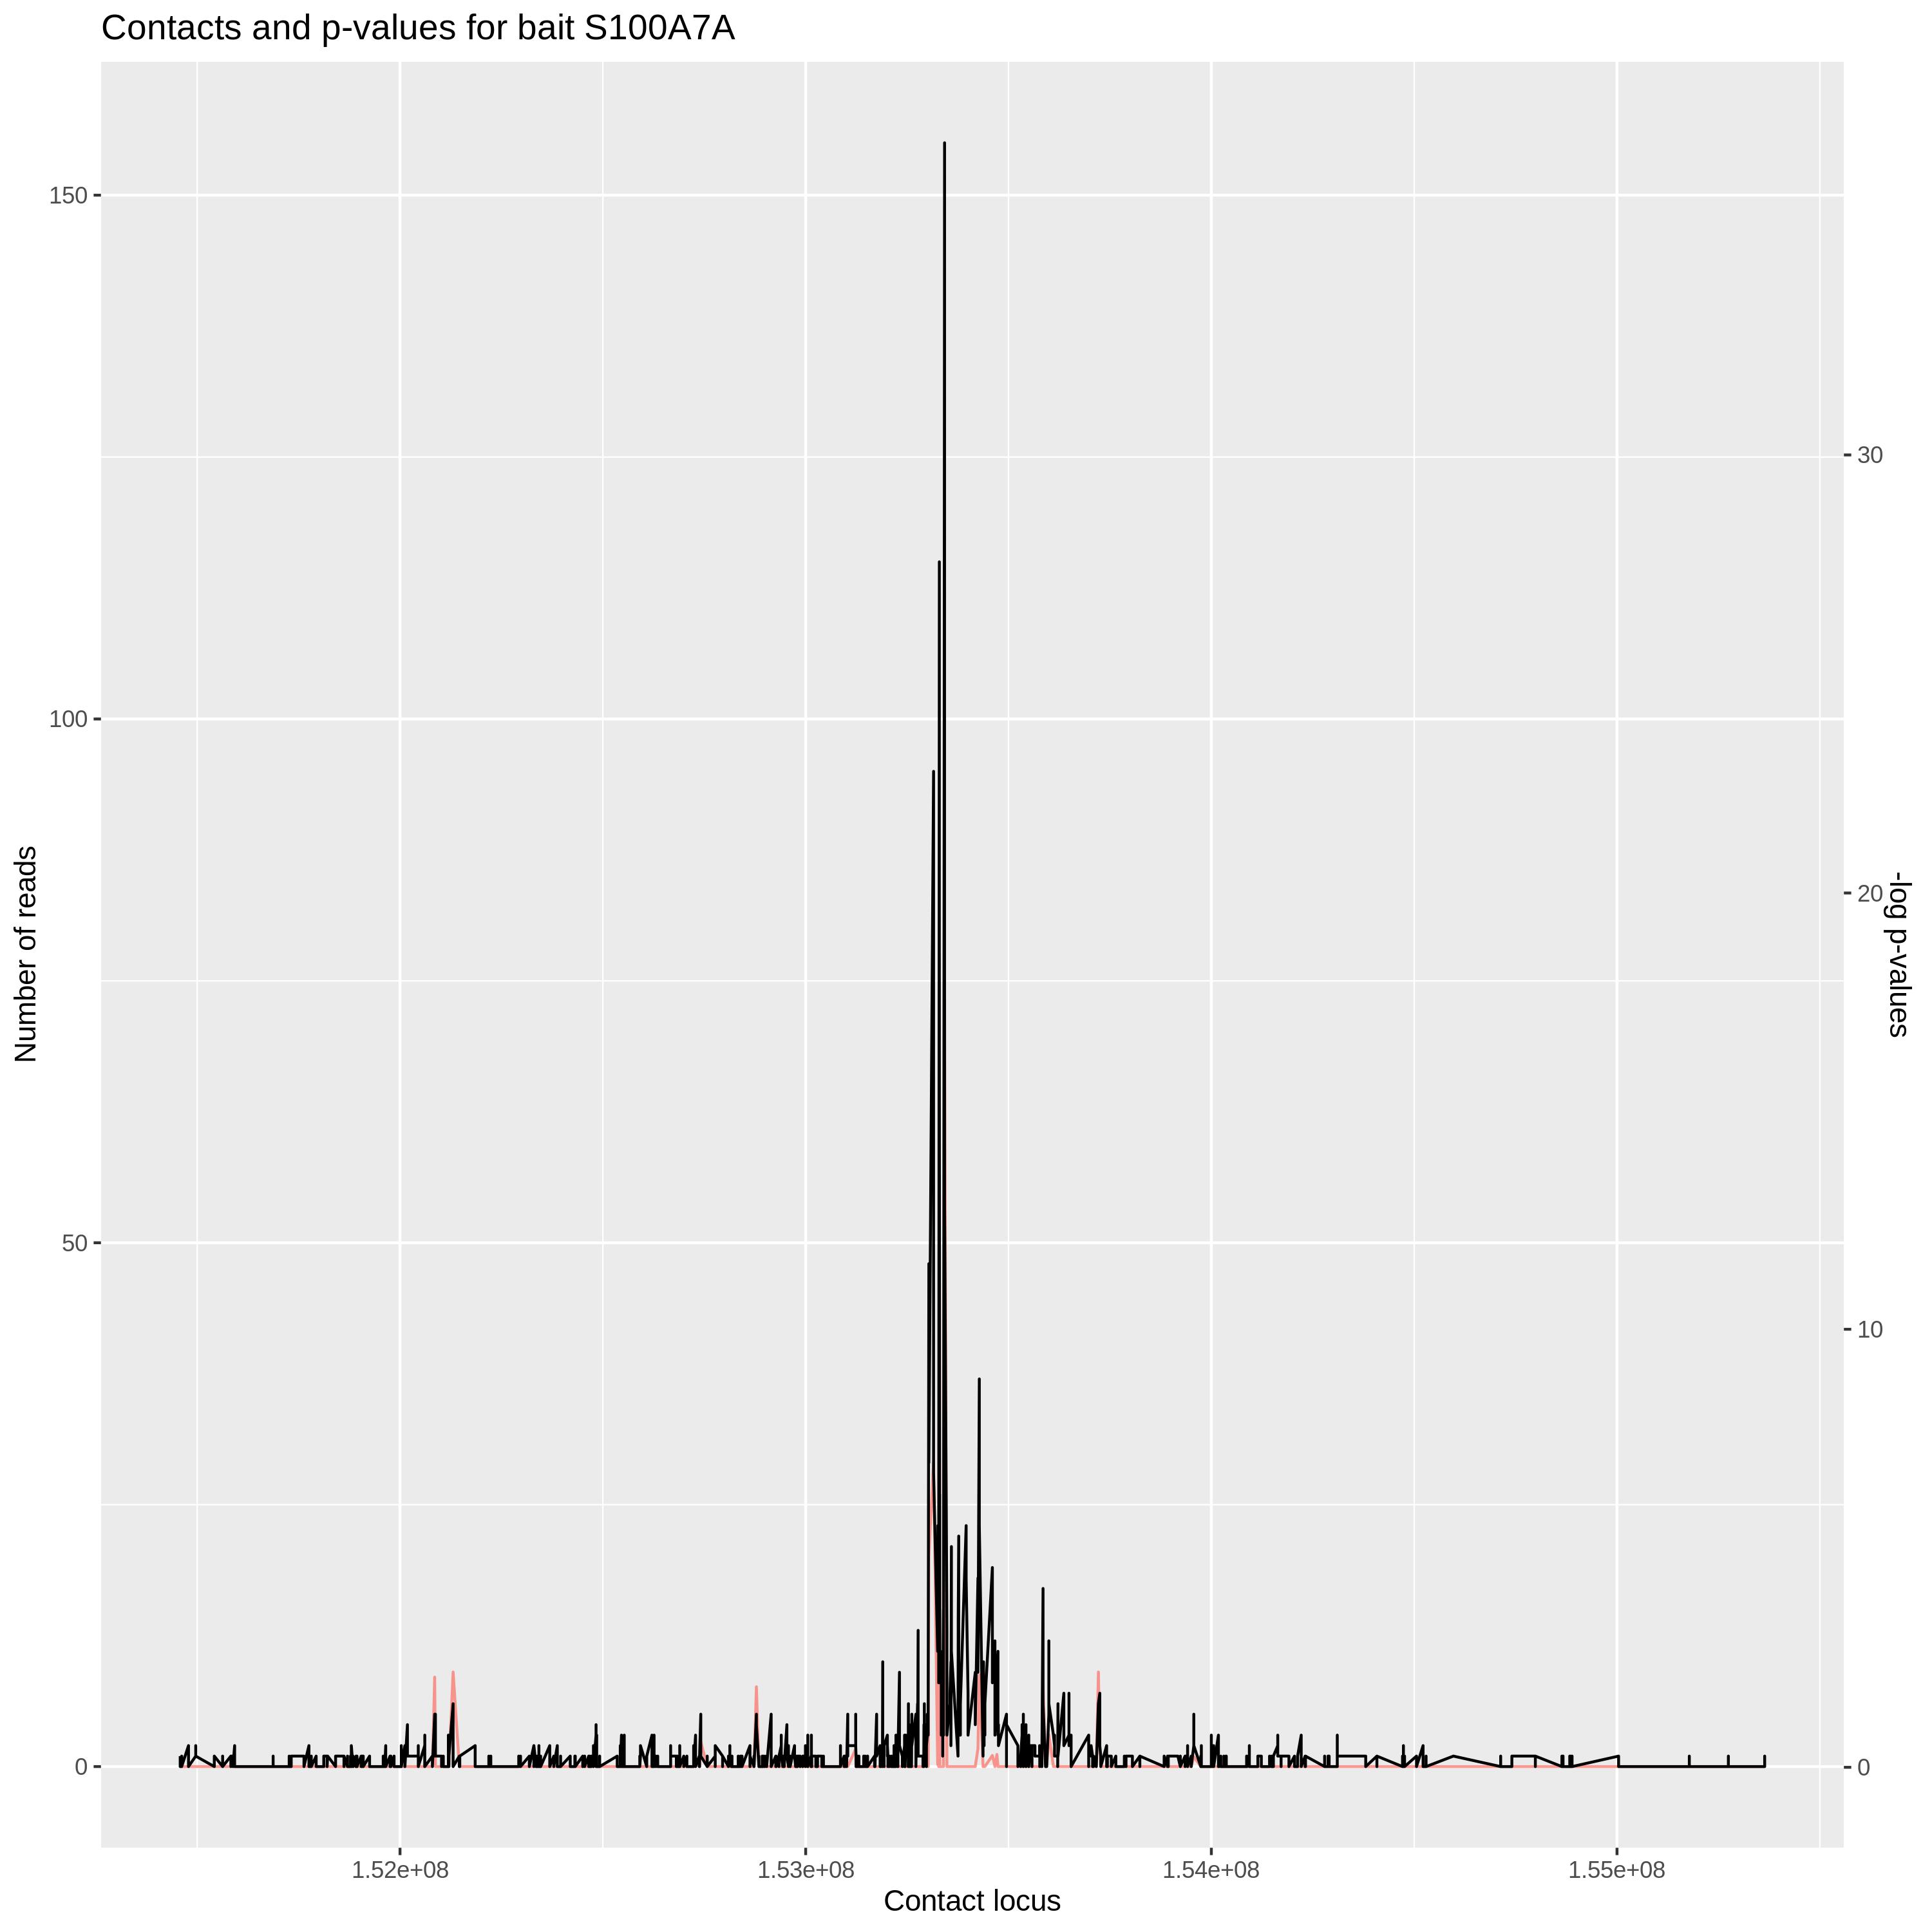 Contacts and p-values for bait S100A7A
150
100
50
0
Number of reads
30
20
10
0
-log p-values
1.52e+08
1.53e+08
1.54e+08
1.55e+08
Contact locus